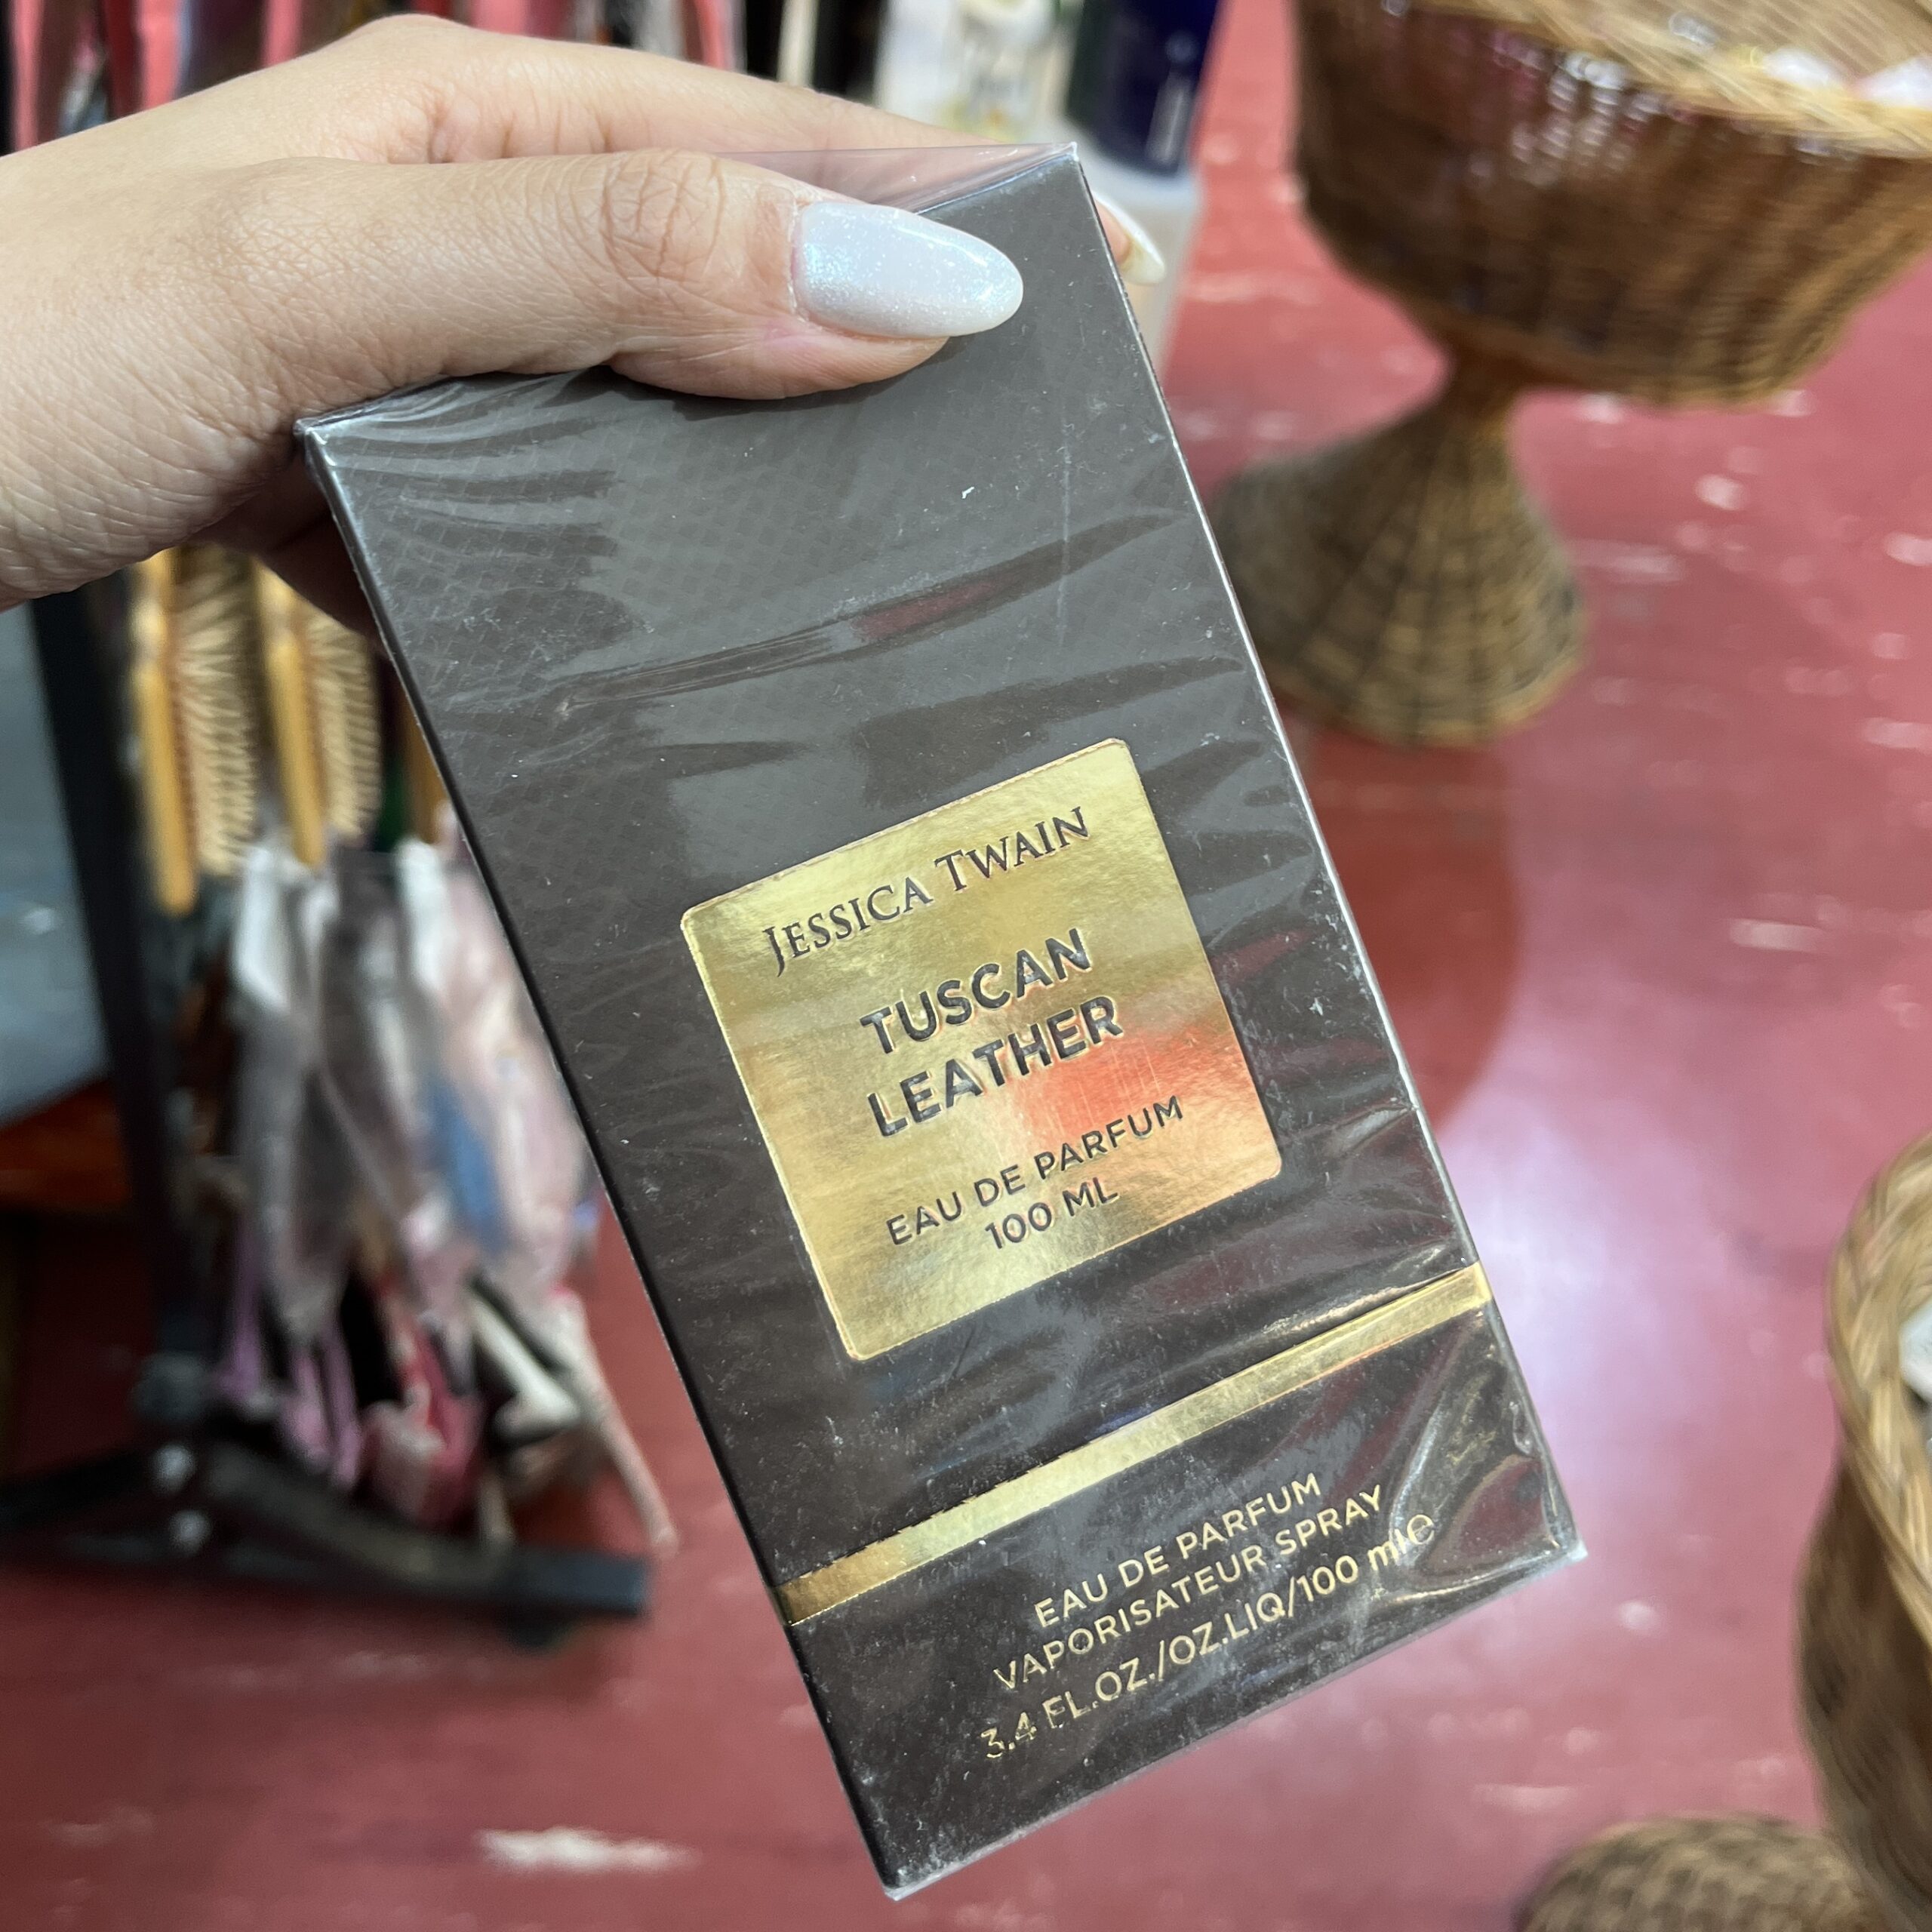 JESSICA TWAIN
TUSCAN
LEATHER
EAU DE PARFUM
100 ML
EAU DE PARFUM
VAPORISATEUR SPRAY
3.4 FL.OZ./OZ.LIQ/100 ml℮